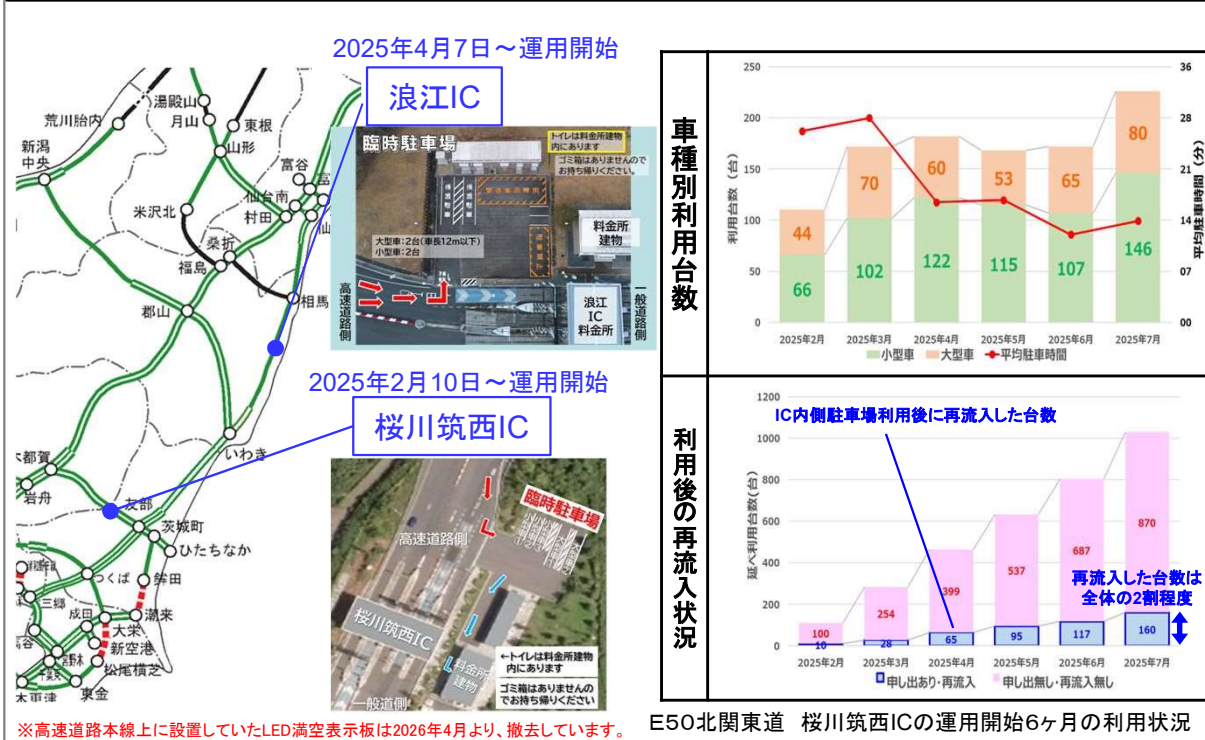 2025年4月7日～運用開始
浪江IC
荒川胎内
湯殿山
月山
東根
新潟
中央
山形
富谷
仙台南
村田
米沢北
桑折
福島
相馬
郡山
いわき
岩舟
友部
茨城町
ひたちなか
つくば
鉾田
三郷
成田
潮来
大栄
新空港
松尾横芝
東金
木更津
臨時駐車場
トイレは料金所建物
内にあります
ゴミ箱はありませんので
お持ち帰りください。
大型車：2台(車長12m以下)
小型車：2台
料金所
建物
高速道路側
浪江
IC
料金所
一般道路側
2025年2月10日～運用開始
桜川筑西IC
臨時駐車場
高速道路側
桜川筑西IC
料金所
建物
一般道側
←トイレは料金所建物
内にあります
ゴミ箱はありませんの
でお持ち帰りください
※高速道路本線上に設置していたLED満空表示板は2026年4月より、撤去しています。
車種別利用台数
利用台数（台）
250
200
150
100
50
0
36
28
21
14
07
00
平均駐車時間（分）
44
70
60
53
65
80
66
102
122
115
107
146
2025年2月
2025年3月
2025年4月
2025年5月
2025年6月
2025年7月
小型車
大型車
平均駐車時間
利用後の再流入状況
延べ利用台数(台)
1200
1000
800
600
400
200
0
IC内側駐車場利用後に再流入した台数
再流入した台数は
全体の2割程度
100
254
399
537
687
870
10
28
65
95
117
160
2025年2月
2025年3月
2025年4月
2025年5月
2025年6月
2025年7月
申し出あり・再流入
申し出無し・再流入無し
E50北関東道　桜川筑西ICの運用開始6ヶ月の利用状況